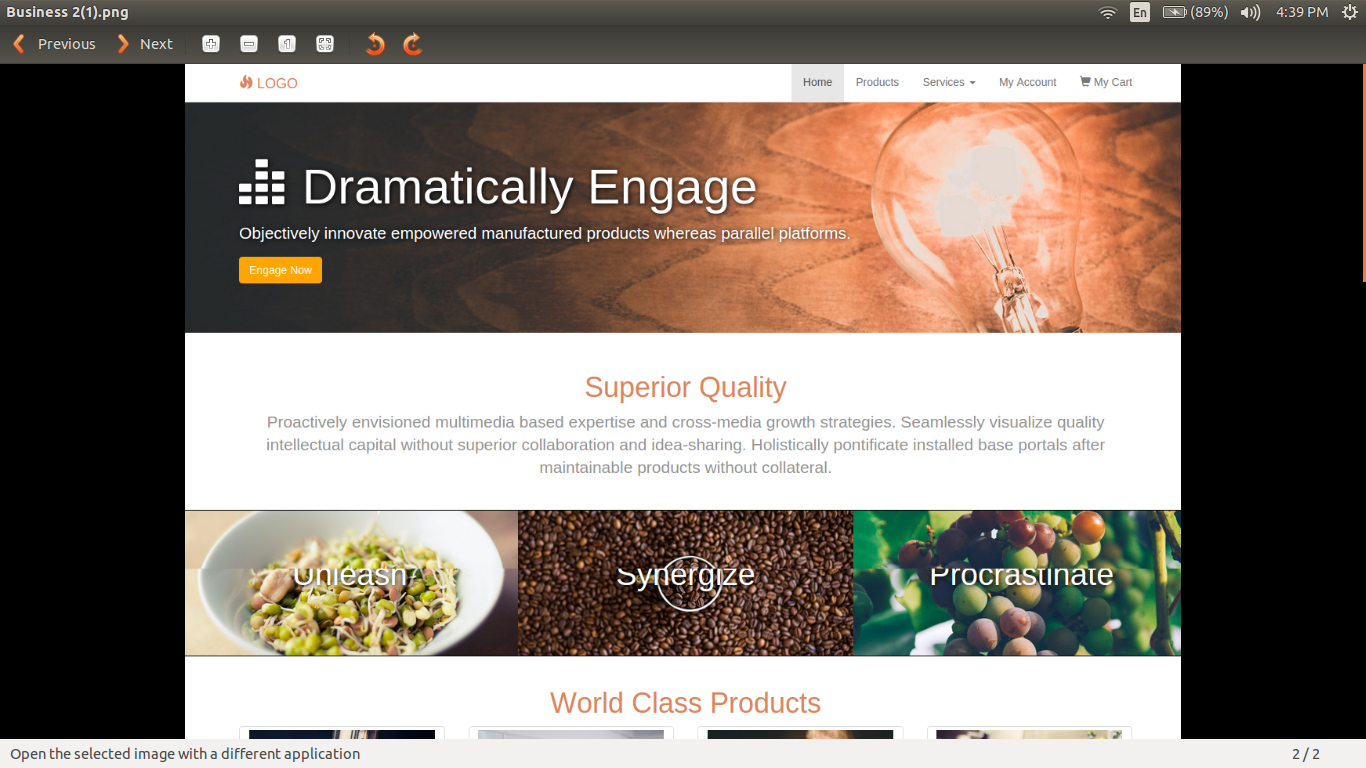 Business 2(1).png
En
(89%)
4:39 PM
Previous
Next
1
LOGO
Home
Products
Services
My Account
My Cart
Dramatically Engage
Objectively innovate empowered manufactured products whereas parallel platforms.
Engage Now
Superior Quality
Proactively envisioned multimedia based expertise and cross-media growth strategies. Seamlessly visualize quality
intellectual capital without superior collaboration and idea-sharing. Holistically pontificate installed base portals after
maintainable products without collateral.
Unleash
Synergize
Procrastinate
World Class Products
Open the selected image with a different application
2 / 2